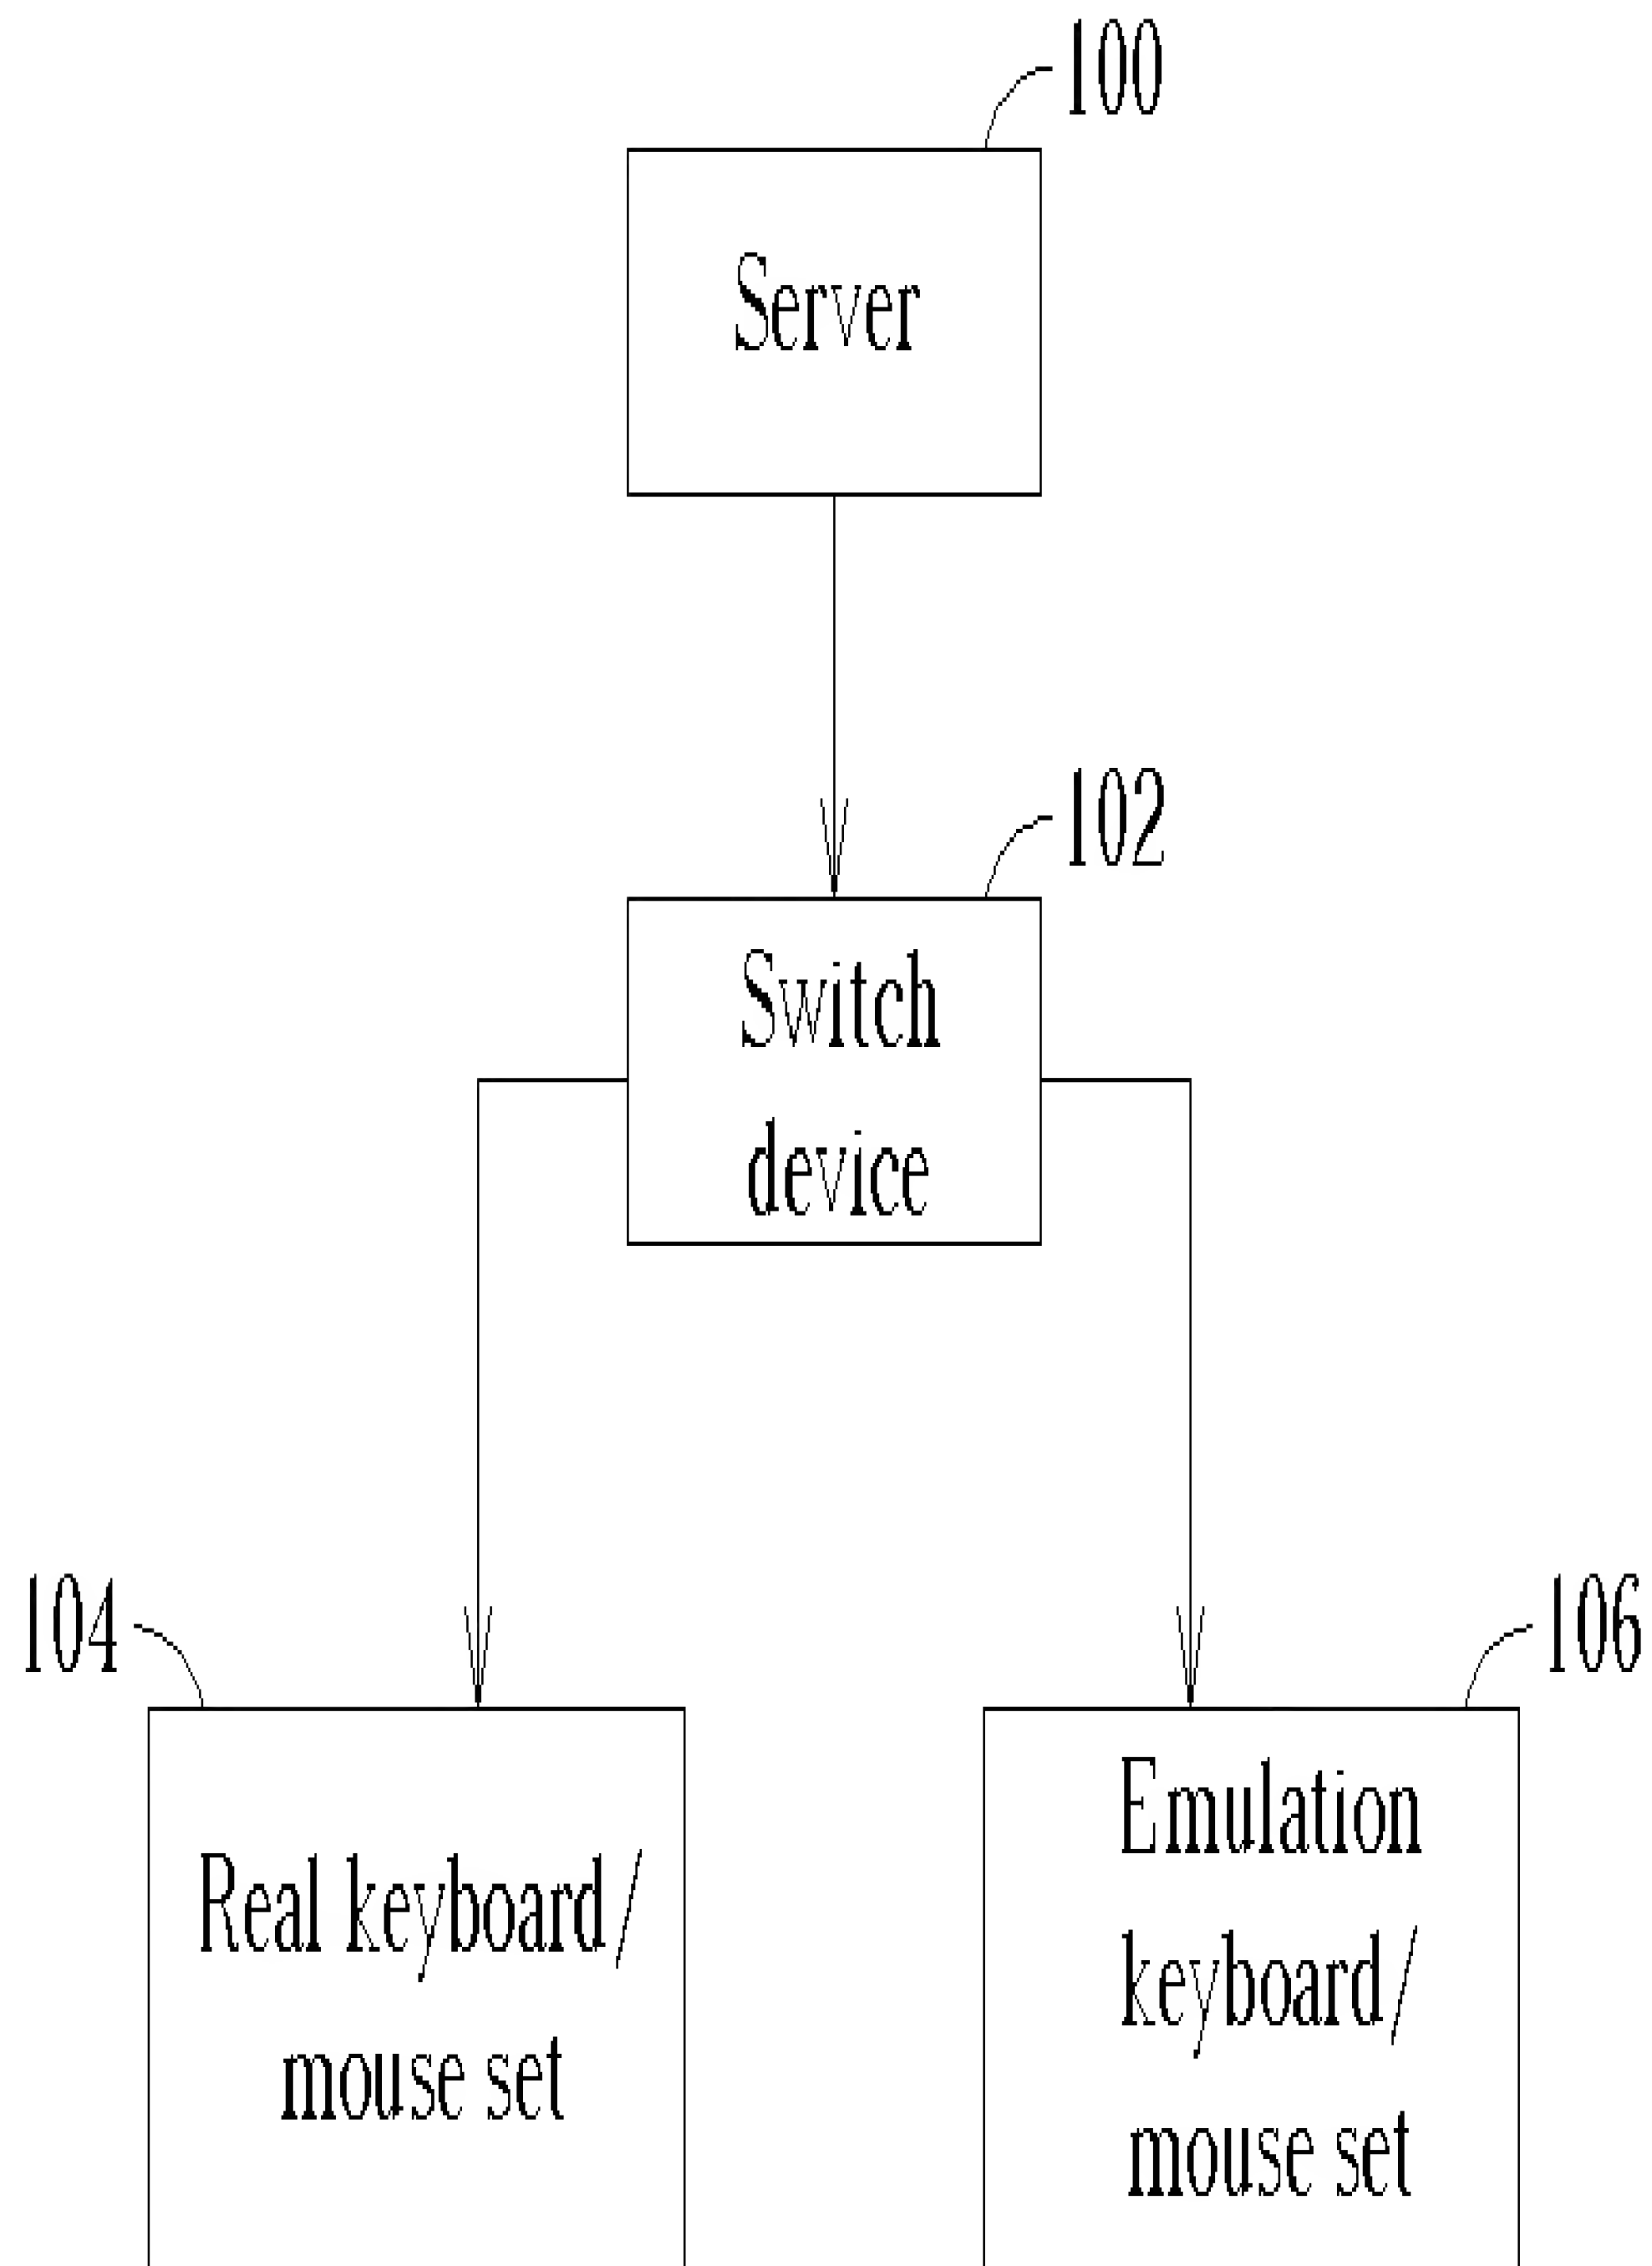 100
Server
102
Switch
device
104
106
Real keyboard/
mouse set
Emulation
keyboard/
mouse set